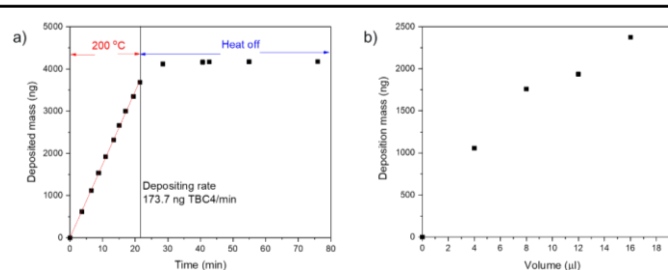 a)
200 °C
Heat off
Deposited mass (ng)
5000
4000
3000
2000
1000
0
Depositing rate
173.7 ng TBC4/min
0 10 20 30 40 50 60 70 80
Time (min)
b)
Deposition mass (ng)
2500
2000
1500
1000
500
0
0 2 4 6 8 10 12 14 16 18
Volume (µl)